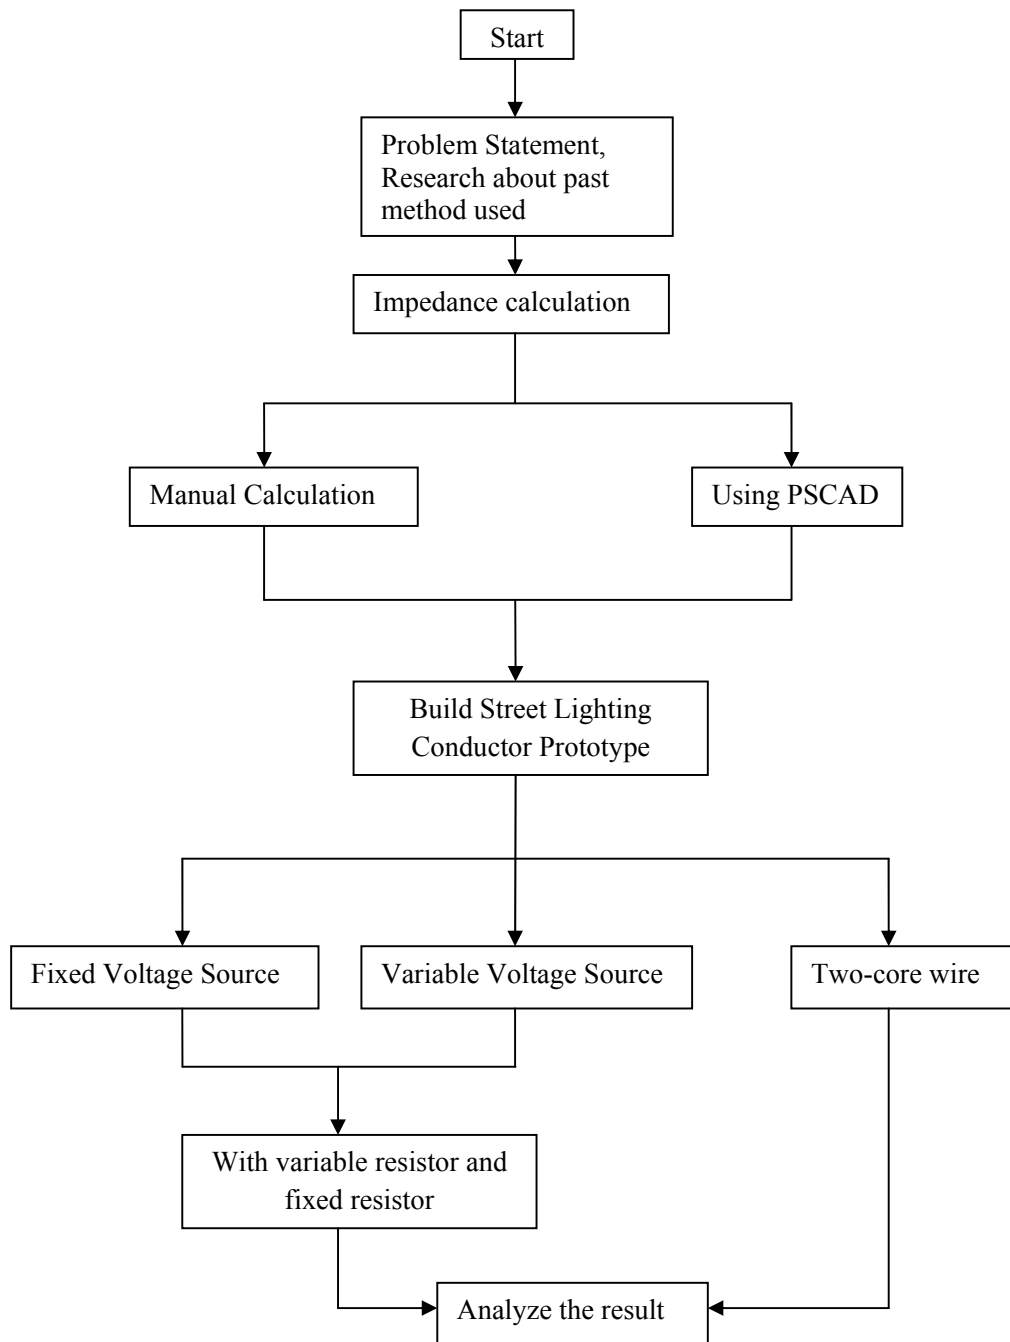 Start
Problem Statement,
Research about past
method used
Impedance calculation
Manual Calculation
Using PSCAD
Build Street Lighting
Conductor Prototype
Fixed Voltage Source
Variable Voltage Source
Two-core wire
With variable resistor and
fixed resistor
Analyze the result